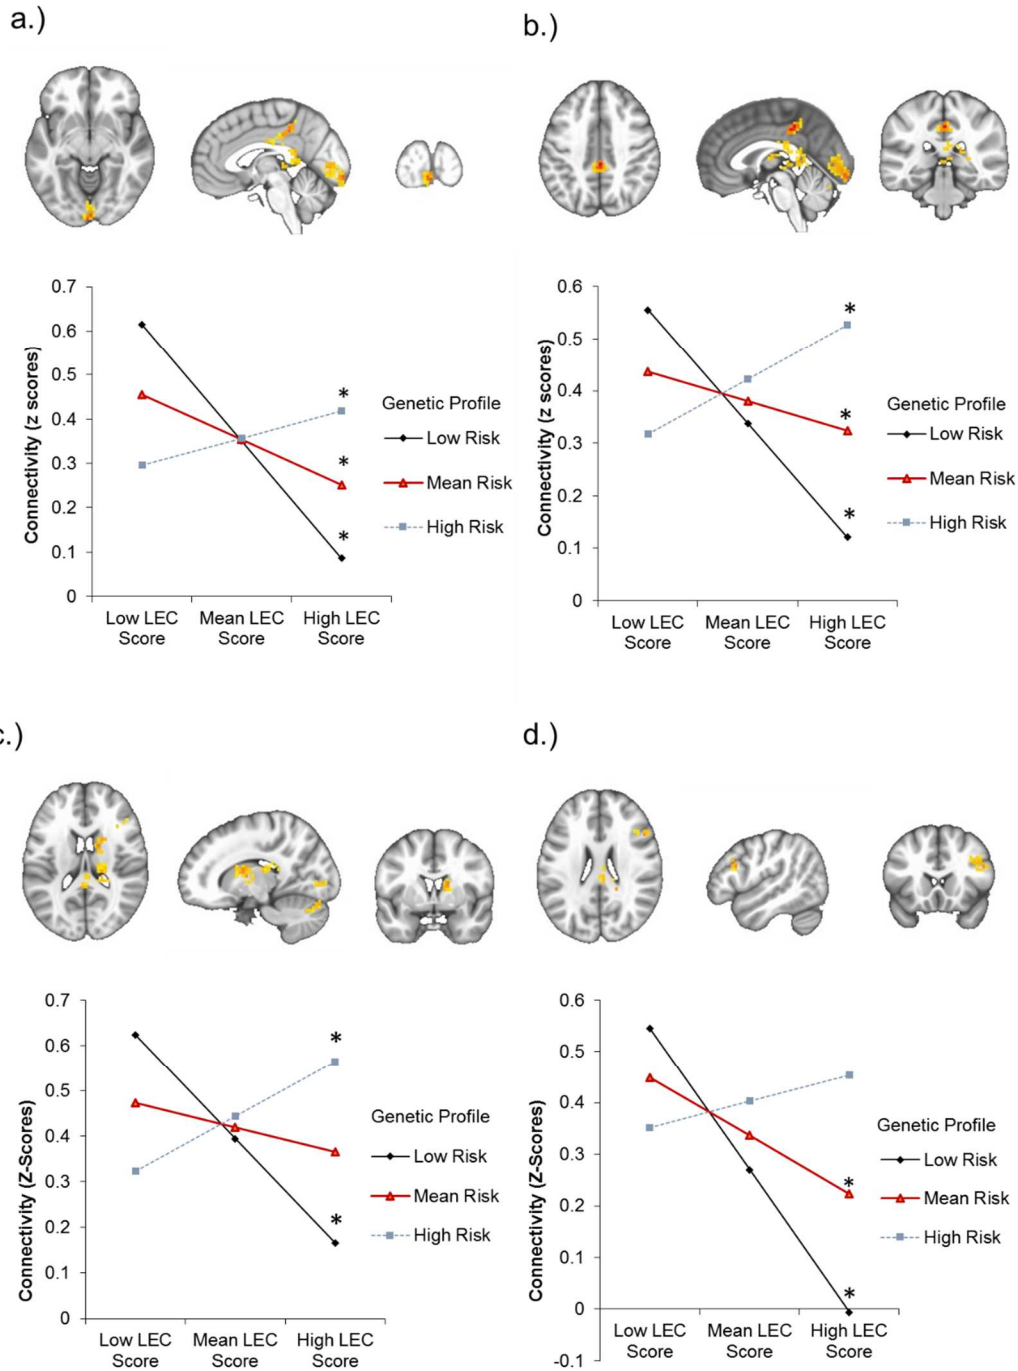 a.)
b.)
0.7
0.6
0.5
0.4
0.3
0.2
0.1
0
Connectivity (z scores)
Low LEC Score
Mean LEC Score
High LEC Score
*
*
*
Genetic Profile
Low Risk
Mean Risk
High Risk
0.6
0.5
0.4
0.3
0.2
0.1
0
Connectivity (z scores)
Low LEC Score
Mean LEC Score
High LEC Score
*
*
*
Genetic Profile
Low Risk
Mean Risk
High Risk
c.)
d.)
0.7
0.6
0.5
0.4
0.3
0.2
0.1
0
Connectivity (Z-Scores)
Low LEC Score
Mean LEC Score
High LEC Score
*
*
Genetic Profile
Low Risk
Mean Risk
High Risk
0.6
0.5
0.4
0.3
0.2
0.1
0
-0.1
Connectivity (Z-Scores)
Low LEC Score
Mean LEC Score
High LEC Score
*
*
Genetic Profile
Low Risk
Mean Risk
High Risk